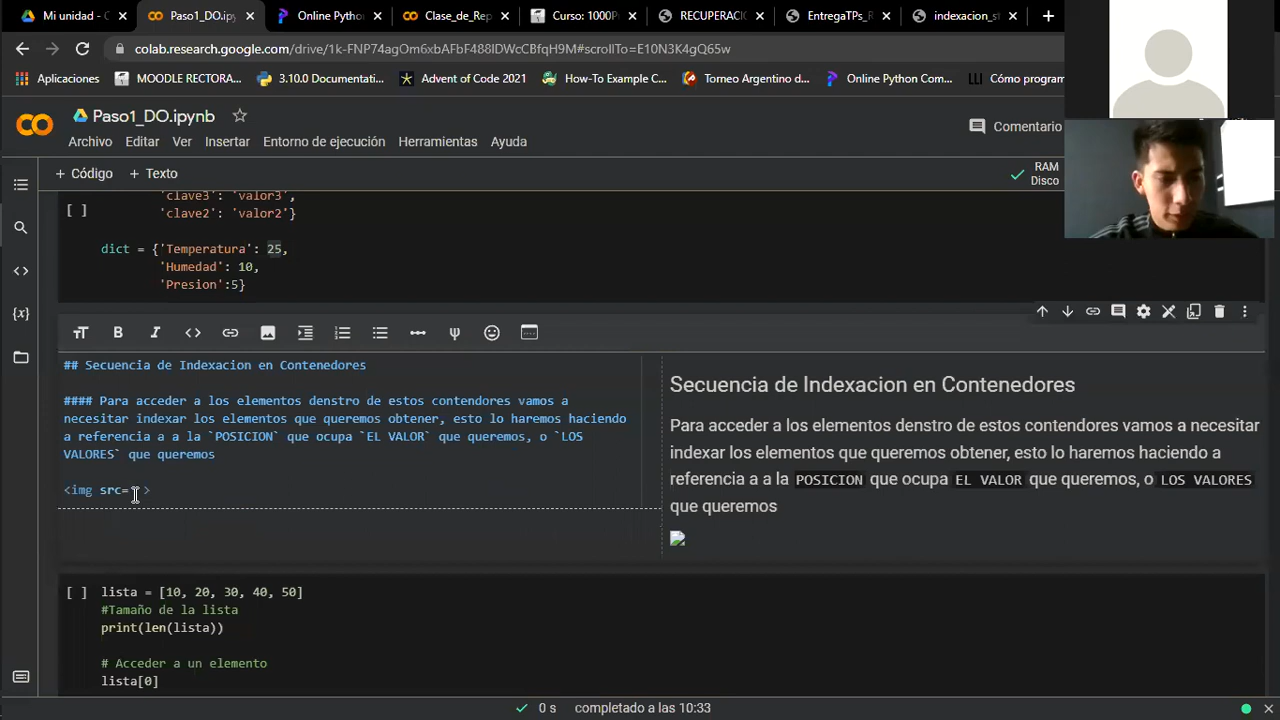 Mi unidad - G
Paso1_DO.ipy
Online Python
Clase_de_Rep
Curso: 1000P
RECUPERACIÓ
EntregaTPs_R
indexacion_st
colab.research.google.com/drive/1k-FNP74agOm6xbAFbF488IDWcCBfqH9M#scrollTo=E10N3K4gQ65w
Aplicaciones
MOODLE RECTORA...
3.10.0 Documentati...
Advent of Code 2021
How-To Example C...
Torneo Argentino d...
Online Python Com...
Cómo program
Paso1_DO.ipynb
Archivo Editar Ver Insertar Entorno de ejecución Herramientas Ayuda
Comentario
+ Código + Texto
RAM
Disco
'clave3': 'valor3',
[ ] 'clave2': 'valor2'}
dict = {'Temperatura': 25,
'Humedad': 10,
'Presion':5}
## Secuencia de Indexacion en Contenedores
#### Para acceder a los elementos denstro de estos contendores vamos a
necesitar indexar los elementos que queremos obtener, esto lo haremos haciendo
a referencia a a la `POSICION` que ocupa `EL VALOR` que queremos, o `LOS
VALORES` que queremos
<img src=" >
Secuencia de Indexacion en Contenedores
Para acceder a los elementos denstro de estos contendores vamos a necesitar
indexar los elementos que queremos obtener, esto lo haremos haciendo a
referencia a a la POSICION que ocupa EL VALOR que queremos, o LOS VALORES
que queremos
[ ] lista = [10, 20, 30, 40, 50]
#Tamaño de la lista
print(len(lista))
# Acceder a un elemento
lista[0]
0 s completado a las 10:33